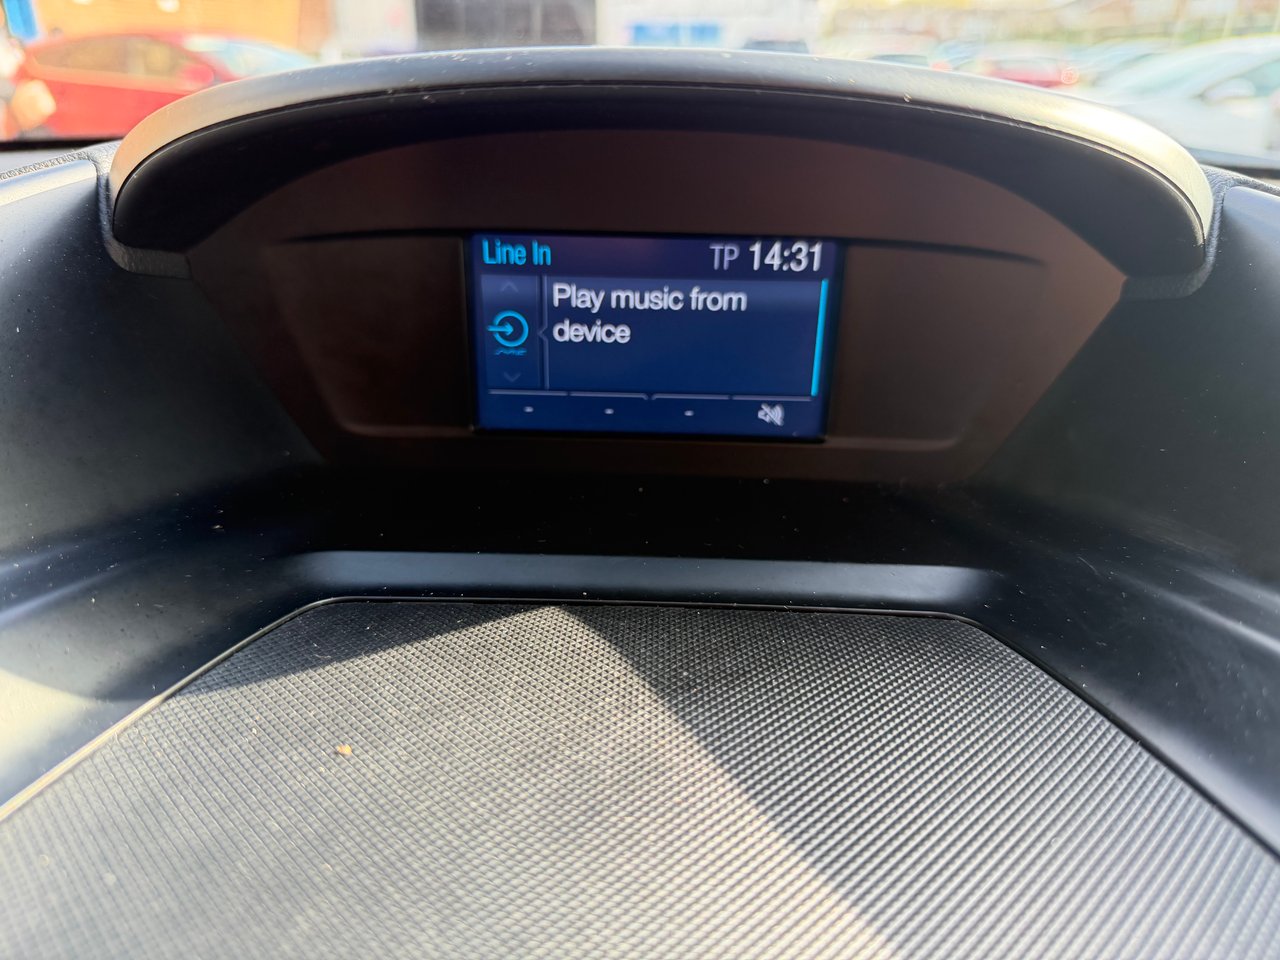 Line In TP 14:31
Play music from
device